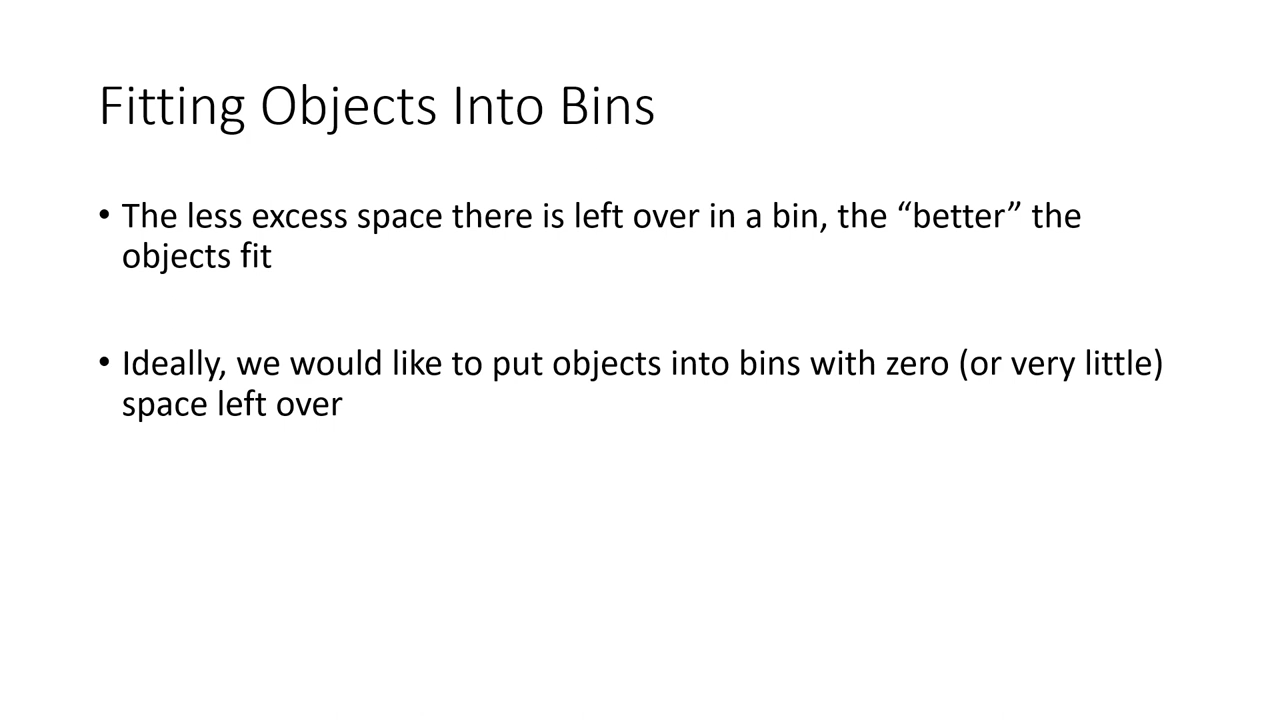 Fitting Objects Into Bins
• The less excess space there is left over in a bin, the “better” the
objects fit
• Ideally, we would like to put objects into bins with zero (or very little)
space left over